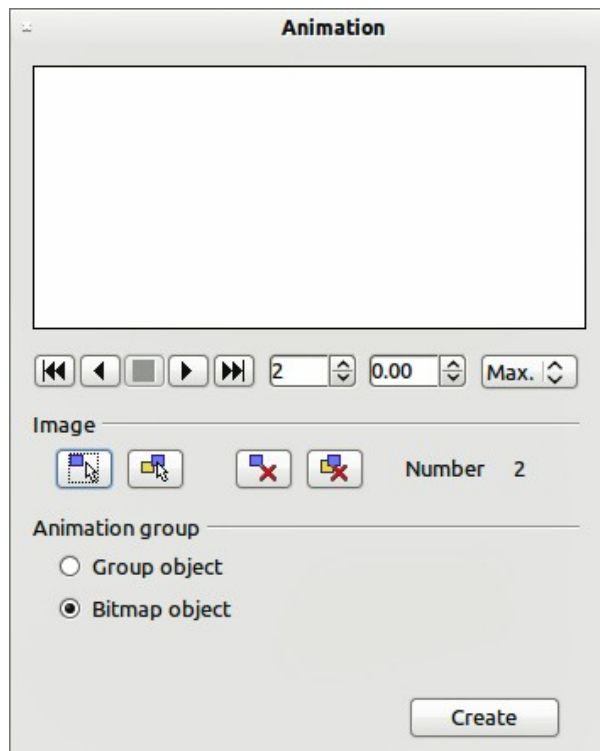 Animation
2 0.00 Max.
Image
Number 2
Animation group
Group object
Bitmap object
Create